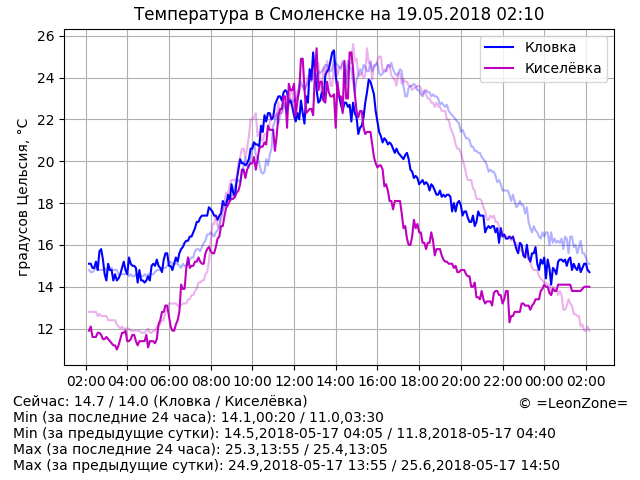 Температура в Смоленске на 19.05.2018 02:10
Кловка
Киселёвка
градусов Цельсия, °C
26
24
22
20
18
16
14
12
02:00 04:00 06:00 08:00 10:00 12:00 14:00 16:00 18:00 20:00 22:00 00:00 02:00
Сейчас: 14.7 / 14.0 (Кловка / Киселёвка)
© =LeonZone=
Min (за последние 24 часа): 14.1,00:20 / 11.0,03:30
Min (за предыдущие сутки): 14.5,2018-05-17 04:05 / 11.8,2018-05-17 04:40
Max (за последние 24 часа): 25.3,13:55 / 25.4,13:05
Max (за предыдущие сутки): 24.9,2018-05-17 13:55 / 25.6,2018-05-17 14:50